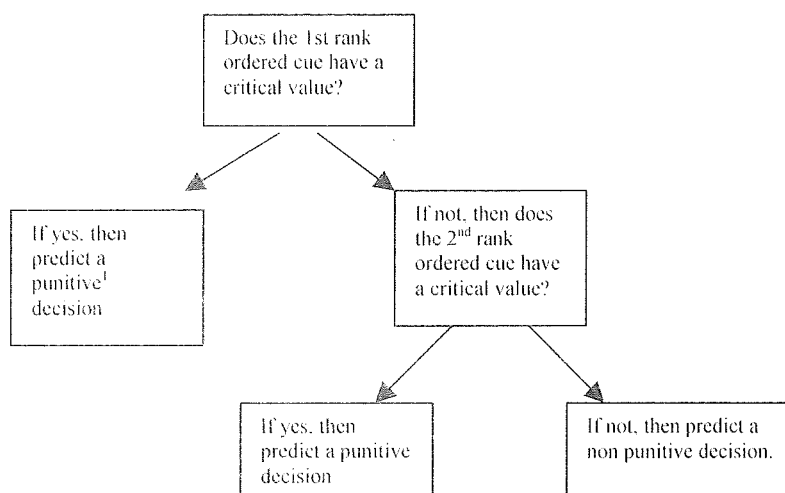 Does the 1st rank
ordered cue have a
critical value?
If yes, then
predict a
punitive¹
decision
If not, then does
the 2nd rank
ordered cue have
a critical value?
If yes, then
predict a punitive
decision
If not, then predict a
non punitive decision.